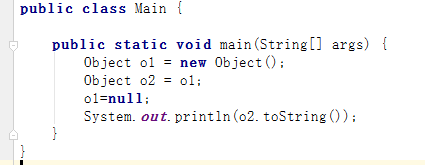 public class Main {
public static void main(String[] args) {
Object o1 = new Object();
Object o2 = o1;
o1=null;
System.out.println(o2.toString());
}
}